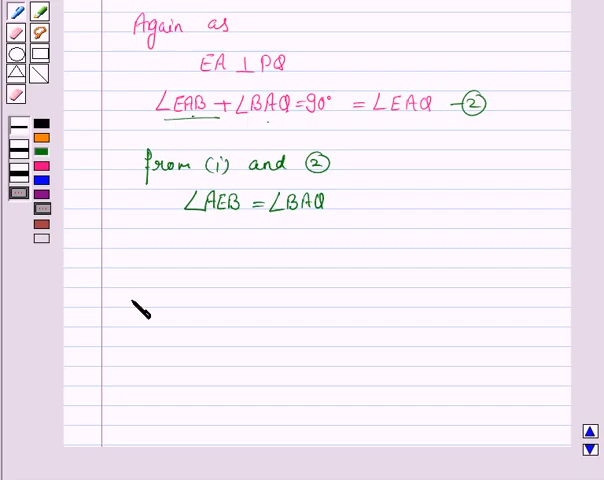 Again as
EA ⊥ PQ
∠EAB + ∠BAQ = 90° = ∠EAQ – ②
from (i) and ②
∠AEB = ∠BAQ